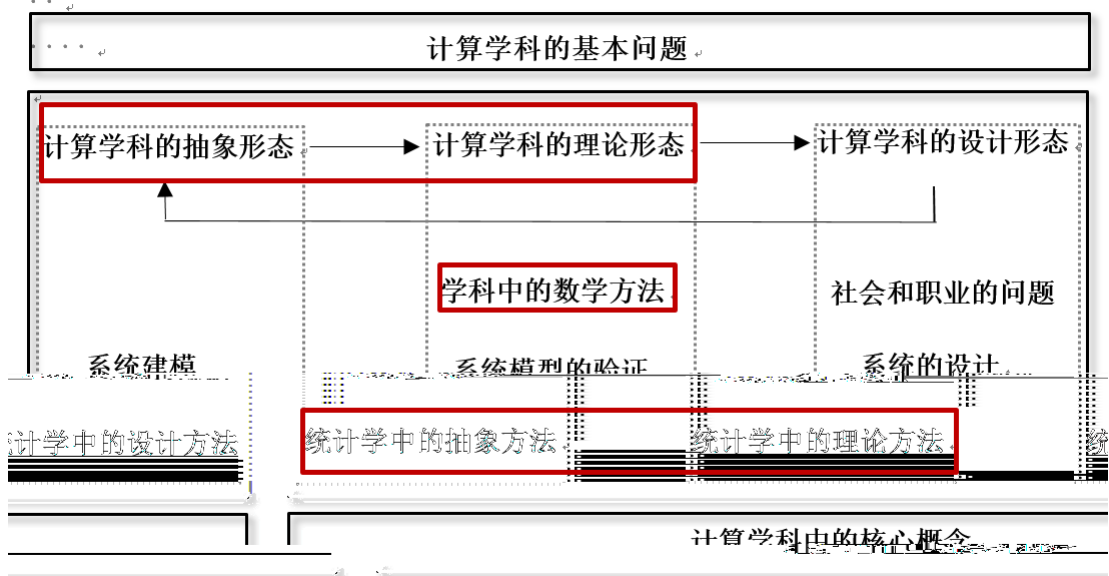 计算学科的基本问题
计算学科的抽象形态 计算学科的理论形态 计算学科的设计形态
学科中的数学方法 社会和职业的问题
系统建模 系统模型的验证 系统的设计
计学中的设计方法 统计学中的抽象方法 统计学中的理论方法 统
计算学科中的核心概念